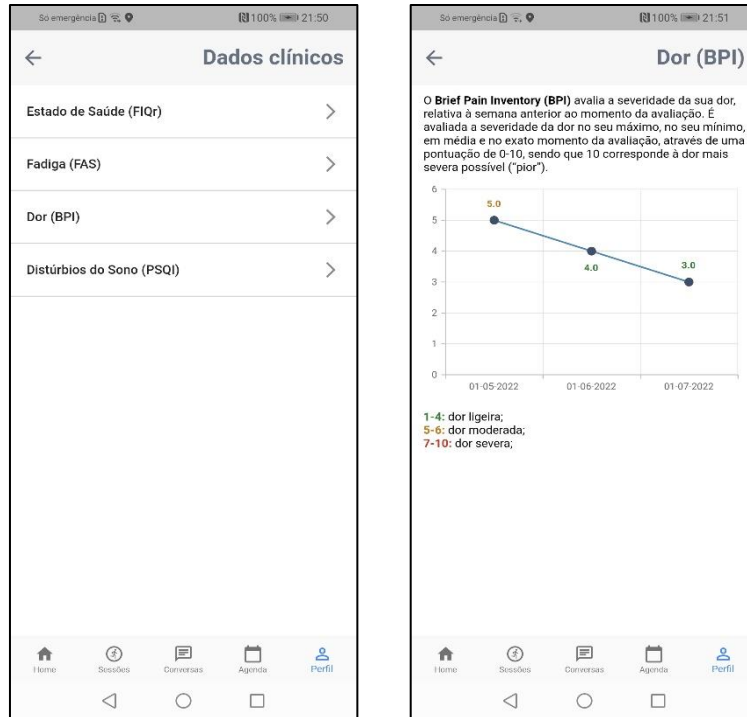 Só emergência 100% 21:50
Dados clínicos
Estado de Saúde (FIQr)
Fadiga (FAS)
Dor (BPI)
Distúrbios do Sono (PSQI)
Home Sessões Conversas Agenda Perfil
Só emergência 100% 21:51
Dor (BPI)
O Brief Pain Inventory (BPI) avalia a severidade da sua dor,
relativa à semana anterior ao momento da avaliação. É
avaliada a severidade da dor no seu máximo, no seu mínimo,
em média e no exato momento da avaliação, através de uma
pontuação de 0-10, sendo que 10 corresponde à dor mais
severa possível ("pior").
6
5.0
5
4
4.0
3.0
3
2
1
0
01-05-2022 01-06-2022 01-07-2022
1-4: dor ligeira;
5-6: dor moderada;
7-10: dor severa;
Home Sessões Conversas Agenda Perfil